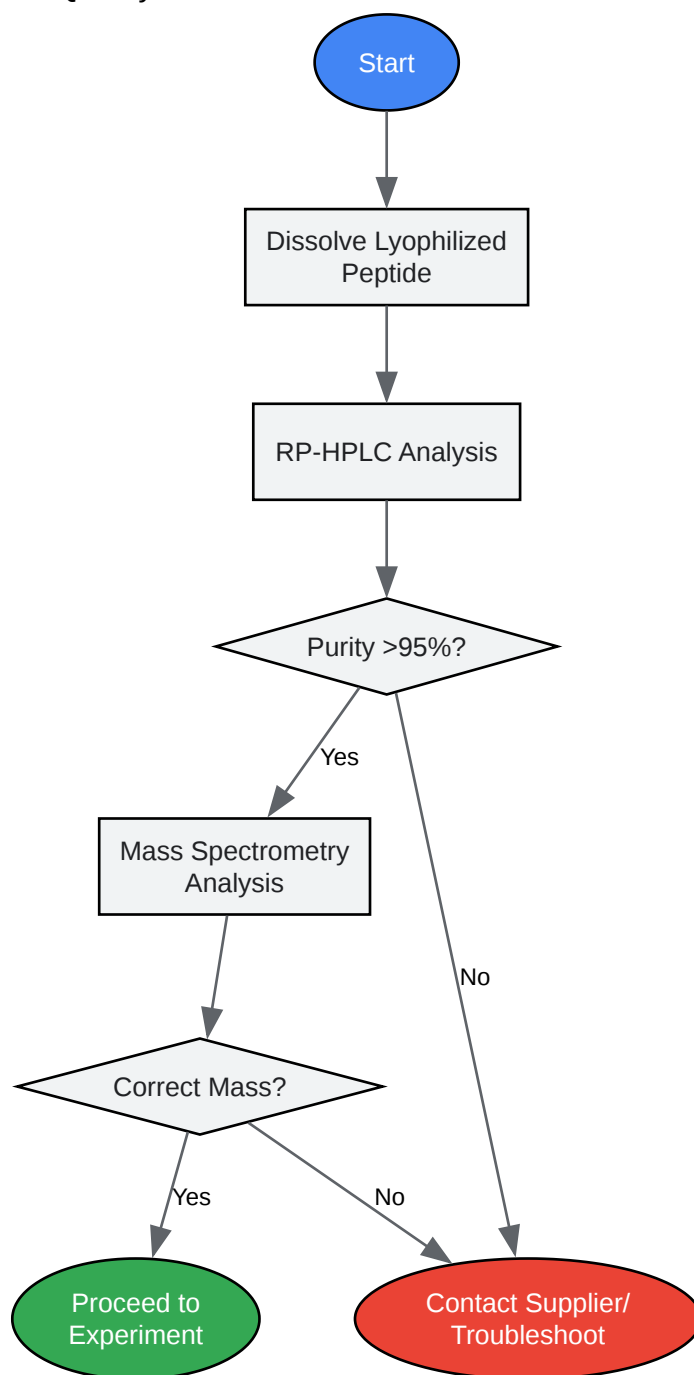 Start
Dissolve Lyophilized
Peptide
RP-HPLC Analysis
Purity >95%?
Yes
Mass Spectrometry
Analysis
No
Correct Mass?
Yes
No
Proceed to
Experiment
Contact Supplier/
Troubleshoot